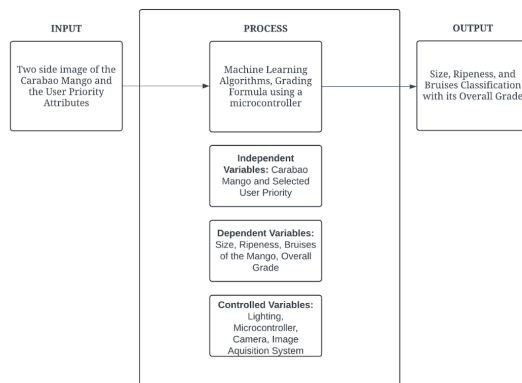 INPUT
PROCESS
OUTPUT
Two side image of the
Carabao Mango and
the User Priority
Attributes
Machine Learning
Algorithms, Grading
Formula using a
microcontroller
Size, Ripeness, and
Bruises Classification
with its Overall Grade
Independent
Variables: Carabao
Mango and Selected
User Priority
Dependent Variables:
Size, Ripeness, Bruises
of the Mango, Overall
Grade
Controlled Variables:
Lighting,
Microcontroller,
Camera, Image
Aquisition System